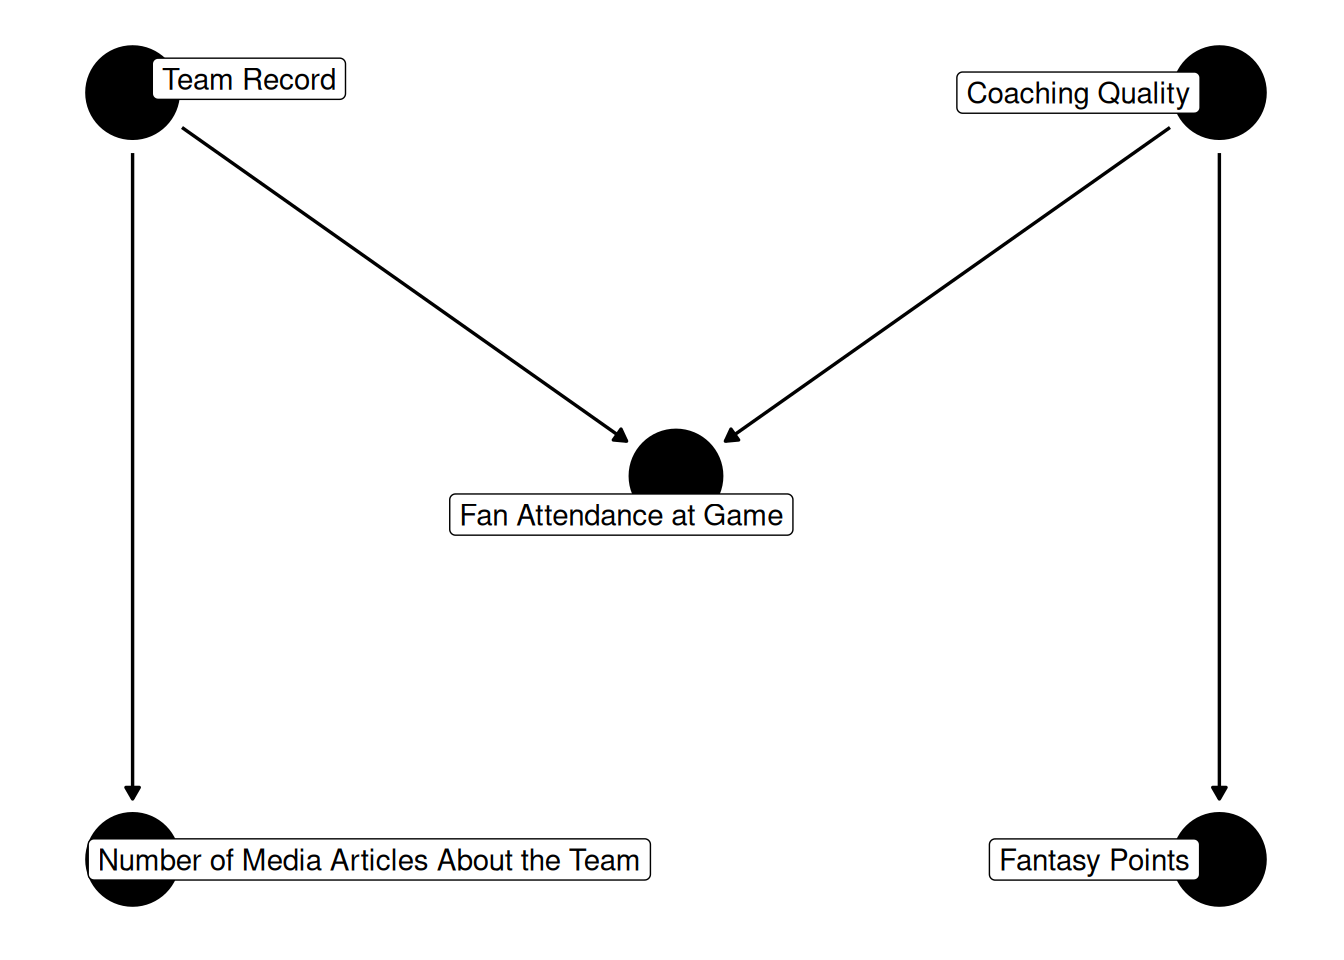 Team Record
Coaching Quality
Fan Attendance at Game
Number of Media Articles About the Team
Fantasy Points